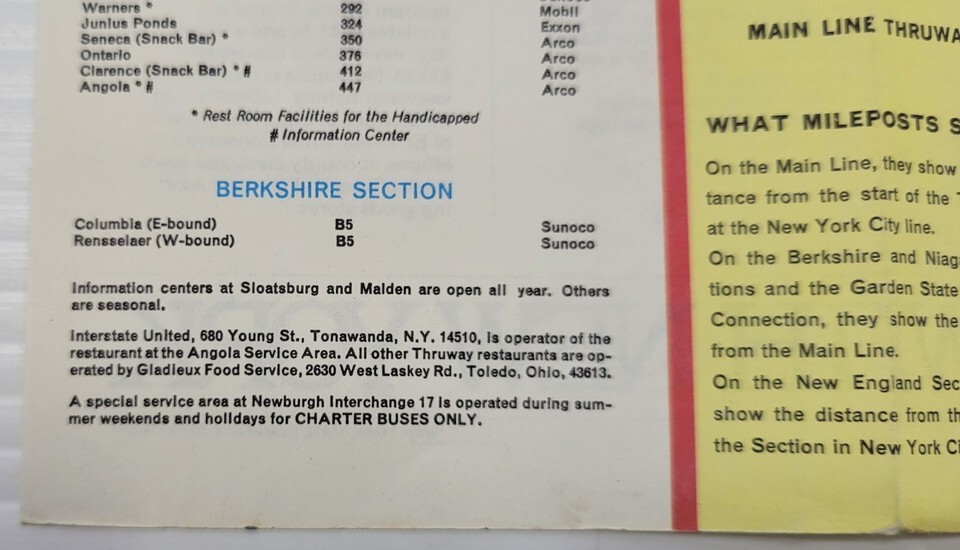 Warners * 292 Mobil
Junius Ponds 324 Exxon
Seneca (Snack Bar) * 350 Arco
Ontario 376 Arco
Clarence (Snack Bar) * # 412 Arco
Angola * # 447 Arco
* Rest Room Facilities for the Handicapped
# Information Center
BERKSHIRE SECTION
Columbia (E-bound) B5 Sunoco
Rensselaer (W-bound) B5 Sunoco
Information centers at Sloatsburg and Malden are open all year. Others
are seasonal.
Interstate United, 680 Young St., Tonawanda, N.Y. 14510, is operator of the
restaurant at the Angola Service Area. All other Thruway restaurants are op-
erated by Gladieux Food Service, 2630 West Laskey Rd., Toledo, Ohio, 43613.
A special service area at Newburgh Interchange 17 is operated during sum-
mer weekends and holidays for CHARTER BUSES ONLY.
MAIN LINE THRUWA
WHAT MILEPOSTS S
On the Main Line, they show
tance from the start of the
at the New York City line.
On the Berkshire and Niag
tions and the Garden State
Connection, they show the
from the Main Line.
On the New England Sec
show the distance from th
the Section in New York Ci